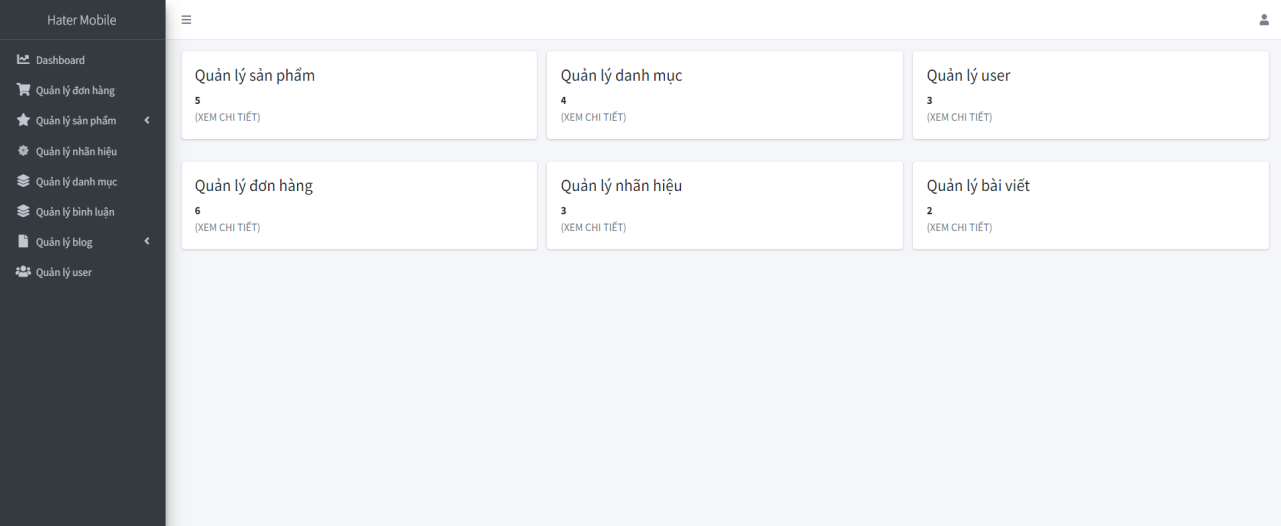 Hater Mobile
Dashboard
Quản lý đơn hàng
Quản lý sản phẩm
Quản lý nhãn hiệu
Quản lý danh mục
Quản lý bình luận
Quản lý blog
Quản lý user
Quản lý sản phẩm
5
(XEM CHI TIẾT)
Quản lý danh mục
4
(XEM CHI TIẾT)
Quản lý user
3
(XEM CHI TIẾT)
Quản lý đơn hàng
6
(XEM CHI TIẾT)
Quản lý nhãn hiệu
3
(XEM CHI TIẾT)
Quản lý bài viết
2
(XEM CHI TIẾT)